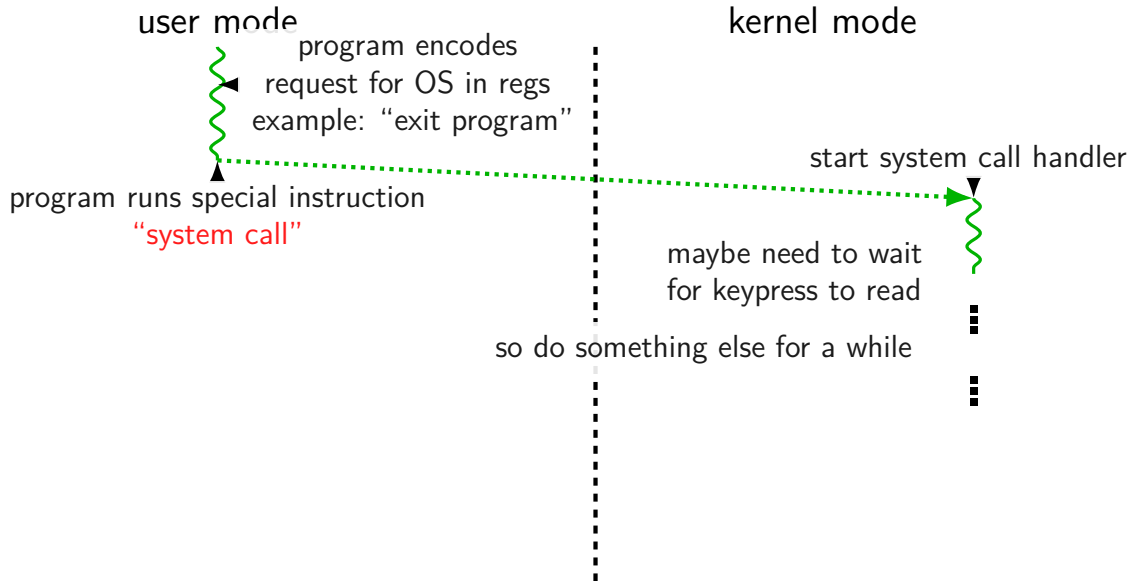 user mode
kernel mode
program encodes
request for OS in regs
example: “exit program”
start system call handler
program runs special instruction
“system call”
maybe need to wait
for keypress to read
so do something else for a while